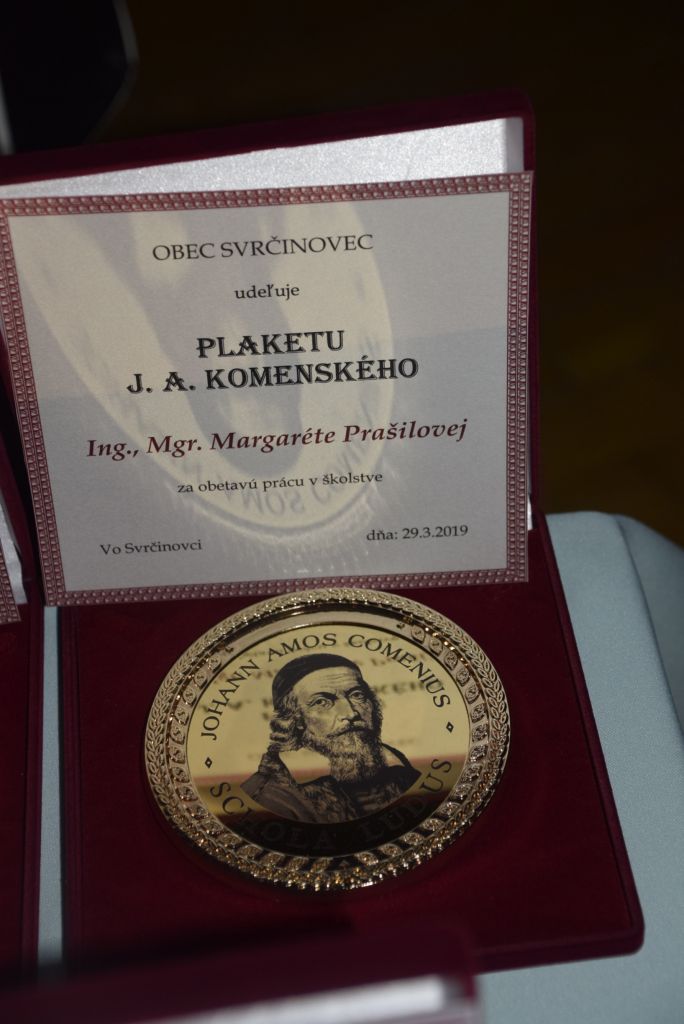 OBEC SVRČINOVEC
udeľuje
PLAKETU
J. A. KOMENSKÉHO
Ing., Mgr. Margaréte Prašilovej
za obetavú prácu v školstve
Vo Svrčinovci
dňa: 29.3.2019
JOHANN AMOS COMENIUS
SCHOLA LUDUS